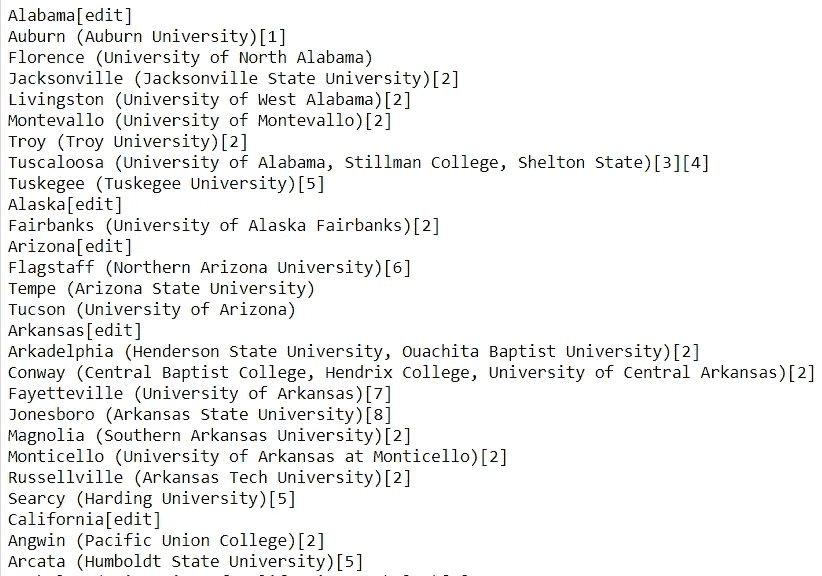 Alabama[edit]
Auburn (Auburn University)[1]
Florence (University of North Alabama)
Jacksonville (Jacksonville State University)[2]
Livingston (University of West Alabama)[2]
Montevallo (University of Montevallo)[2]
Troy (Troy University)[2]
Tuscaloosa (University of Alabama, Stillman College, Shelton State)[3][4]
Tuskegee (Tuskegee University)[5]
Alaska[edit]
Fairbanks (University of Alaska Fairbanks)[2]
Arizona[edit]
Flagstaff (Northern Arizona University)[6]
Tempe (Arizona State University)
Tucson (University of Arizona)
Arkansas[edit]
Arkadelphia (Henderson State University, Ouachita Baptist University)[2]
Conway (Central Baptist College, Hendrix College, University of Central Arkansas)[2]
Fayetteville (University of Arkansas)[7]
Jonesboro (Arkansas State University)[8]
Magnolia (Southern Arkansas University)[2]
Monticello (University of Arkansas at Monticello)[2]
Russellville (Arkansas Tech University)[2]
Searcy (Harding University)[5]
California[edit]
Angwin (Pacific Union College)[2]
Arcata (Humboldt State University)[5]